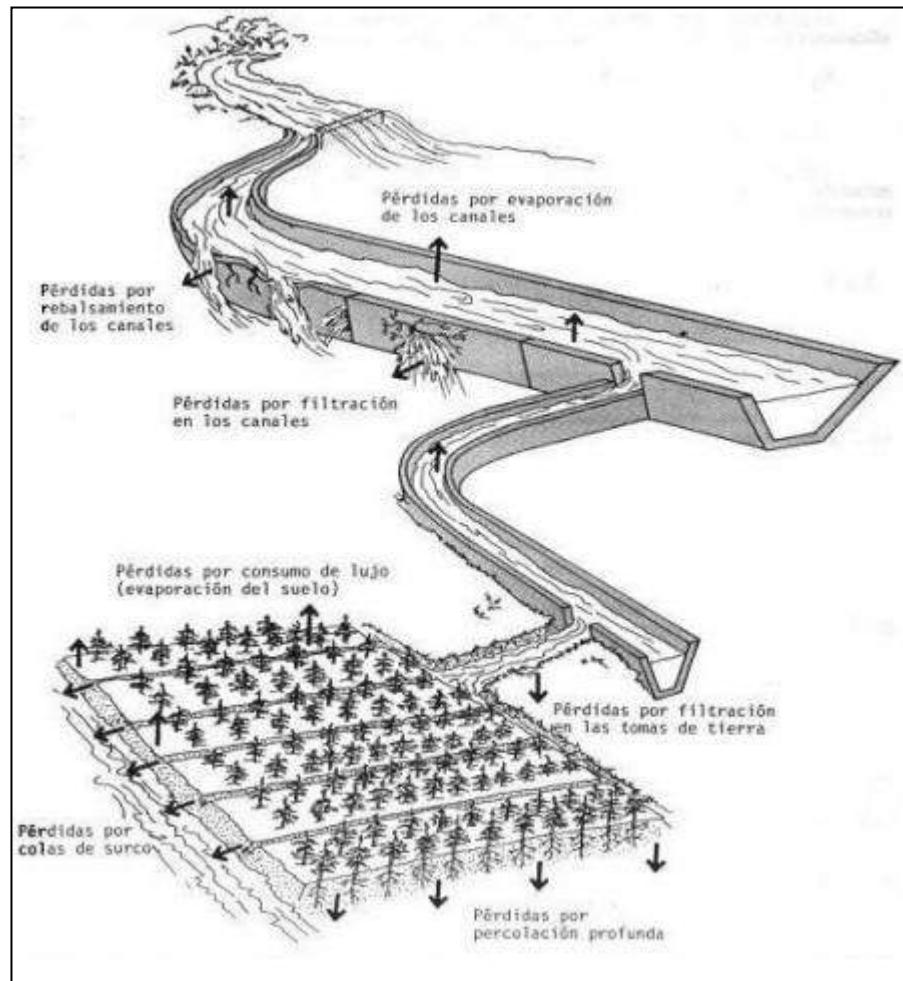 Pérdidas por evaporación
de los canales
Pérdidas por
rebalsamiento
de los canales
Pérdidas por filtración
en los canales
Pérdidas por consumo de lujo
(evaporación del suelo)
Pérdidas por filtración
en las tomas de tierra
Pérdidas por
colas de surco
Pérdidas por
percolación profunda